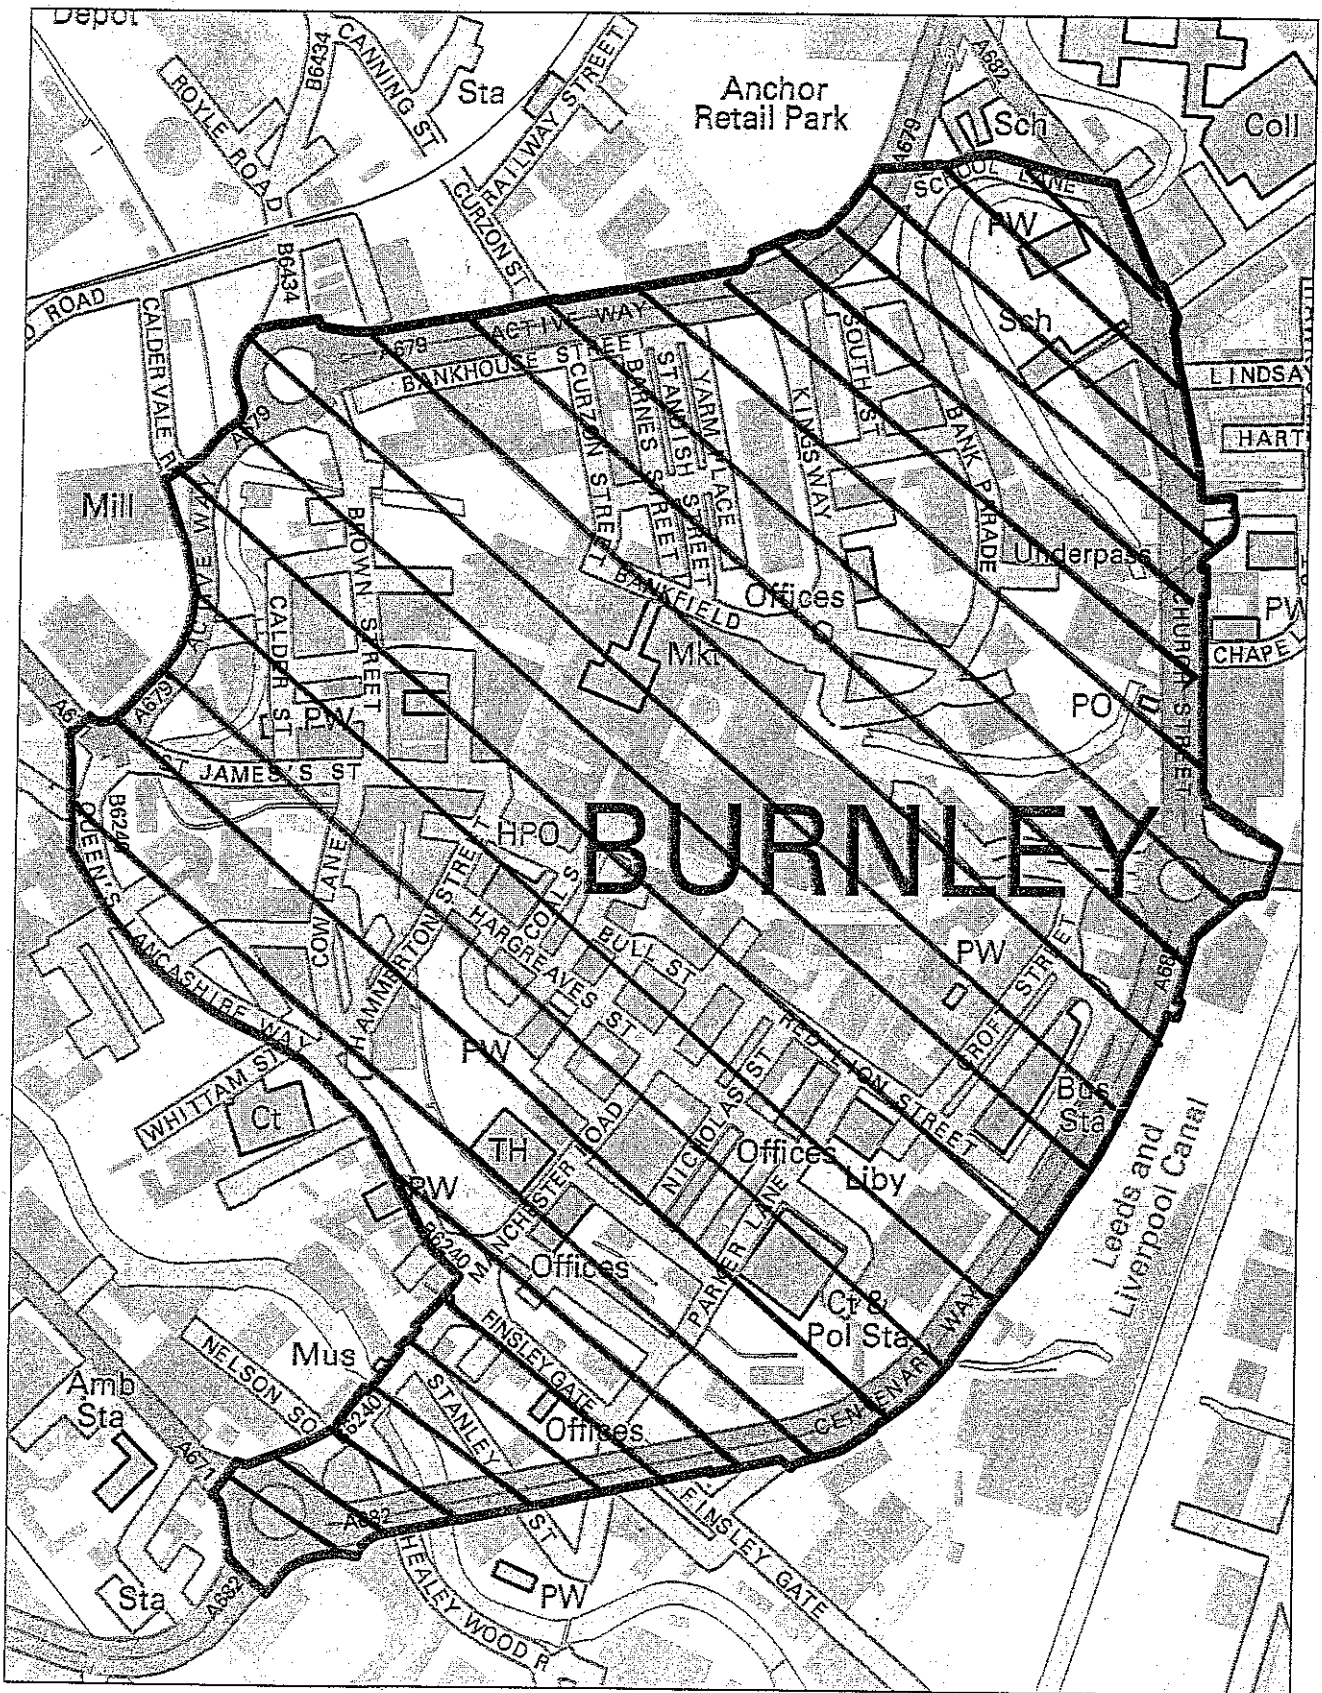 Depot
CANNING ST
B6434
ROYLE ROAD
Sta
RAILWAY STREET
Anchor
Retail Park
A682
A679
Sch
Coll
SCHOOL LANE
CURZON ST
PW
B6434
ROAD
CALDERVALE R
ACTIVE WAY
A679
BANKHOUSE STREET
Sch
SOUTH ST
LINDSAY
CURZON STREET
BARNES STREET
STANDISH STREET
YARM PLACE
KINGSWAY
BANK PARADE
HART
A679
Mill
ACTIVE WAY
BROWN STREET
Underpass
BANKFIELD
Offices
CALDER ST
PW
CHAPEL
CHURCH STREET
Mkt
A679
PO
PW
ST JAMES'S ST
B6240
BURNLEY
HPO
QUEEN'S LANCASHIRE WAY
COW LANE
HAMMERTON STREET
COALS
HARGREAVES ST
BULL ST
PW
CROFT STREET
A68
RED LION STREET
PW
WHITTAM ST
Ct
NICHOLAS ST
Bus
Sta
TH
MANCHESTER ROAD
Offices
Liby
Leeds and
Liverpool Canal
PW
B6240
PARKER LANE
Offices
Ct &
Pol Sta
CENTENARY WAY
FINSLEY GATE
NELSON SQ
Mus
Amb
Sta
STANLEY ST
Offices
6240
A671
A682
FINSLEY GATE
HEALEY WOOD R
PW
Sta
A682